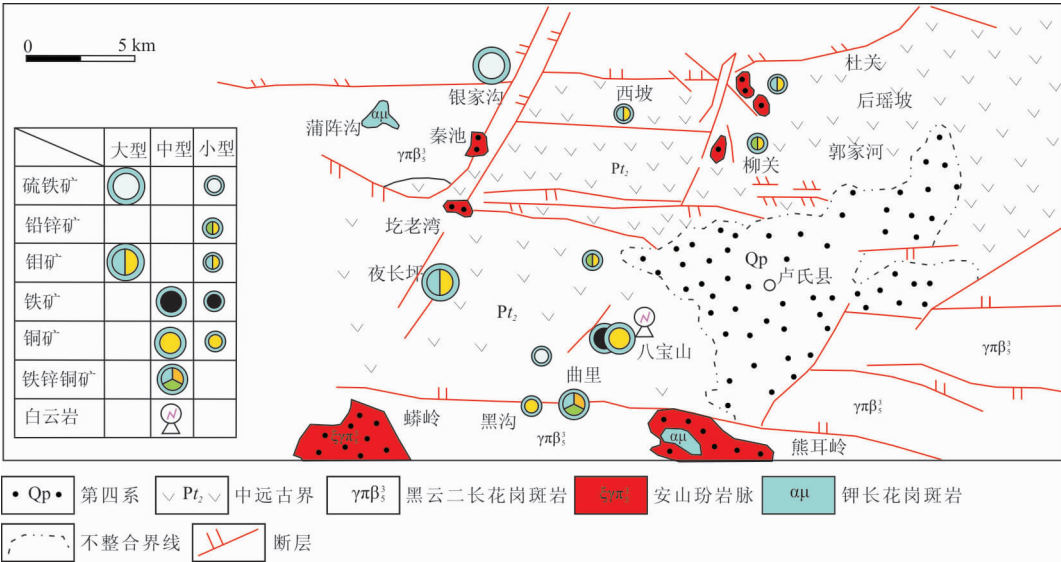 0 5 km
杜关
银家沟
西坡
后瑶坡
蒲阵沟
αμ
秦池
γπβ₅³
柳关
郭家河
Pt₂
大型 中型 小型
硫铁矿
铅锌矿
钼矿
铁矿
铜矿
铁锌铜矿
白云岩
圪老湾
夜长坪
Qp
卢氏县
Pt₂
N
八宝山
曲里
γπβ₅³
蟒岭
黑沟
γπβ₅³
αμ
熊耳岭
γπβ₅³
N
Qp 第四系
Pt₂ 中远古界
γπβ₅³ 黑云二长花岗斑岩
安山玢岩脉
αμ 钾长花岗斑岩
不整合界线
断层